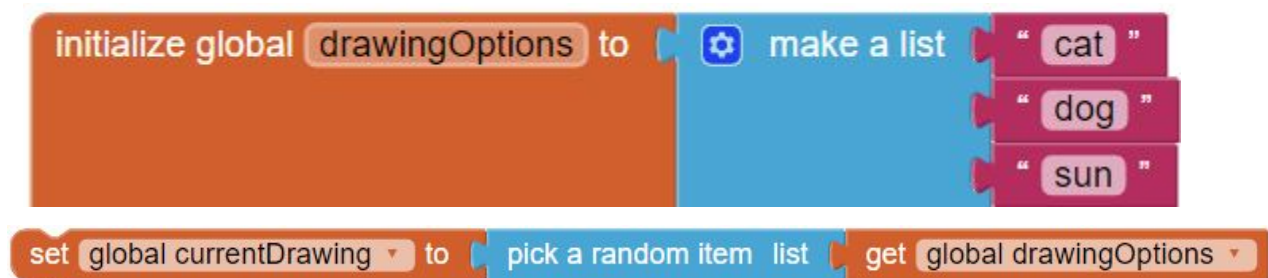 initialize global drawingOptions to make a list “ cat ”
“ dog ”
“ sun ”
set global currentDrawing to pick a random item list get global drawingOptions